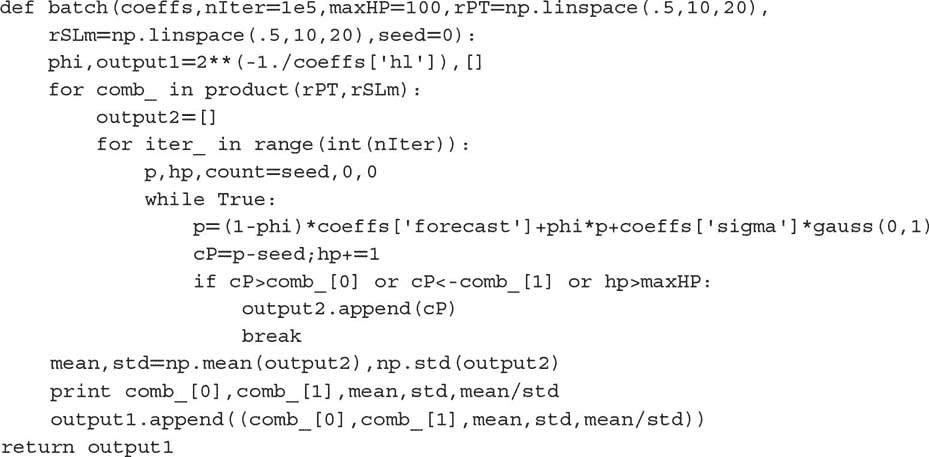 def batch(coeffs,nIter=1e5,maxHP=100,rPT=np.linspace(.5,10,20),
    rSLm=np.linspace(.5,10,20),seed=0):
    phi,output1=2**(-1./coeffs['hl']),[]
    for comb_ in product(rPT,rSLm):
        output2=[]
        for iter_ in range(int(nIter)):
            p,hp,count=seed,0,0
            while True:
                p=(1-phi)*coeffs['forecast']+phi*p+coeffs['sigma']*gauss(0,1)
                cP=p-seed;hp+=1
                if cP>comb_[0] or cP<-comb_[1] or hp>maxHP:
                    output2.append(cP)
                    break
    mean,std=np.mean(output2),np.std(output2)
    print comb_[0],comb_[1],mean,std,mean/std
    output1.append((comb_[0],comb_[1],mean,std,mean/std))
return output1